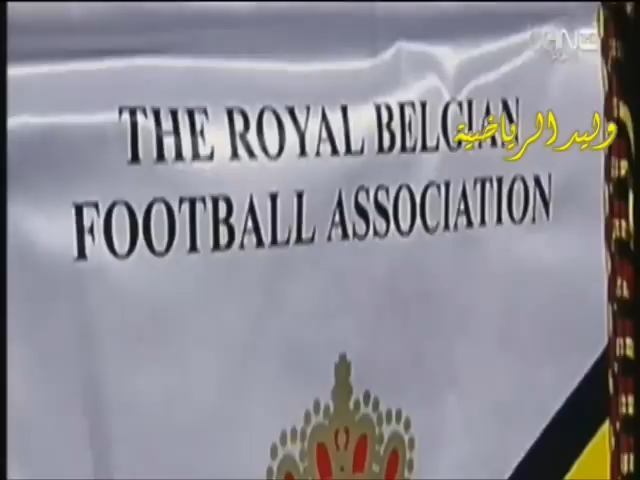 THE ROYAL BELGIAN
FOOTBALL ASSOCIATION
وليد الرياضية